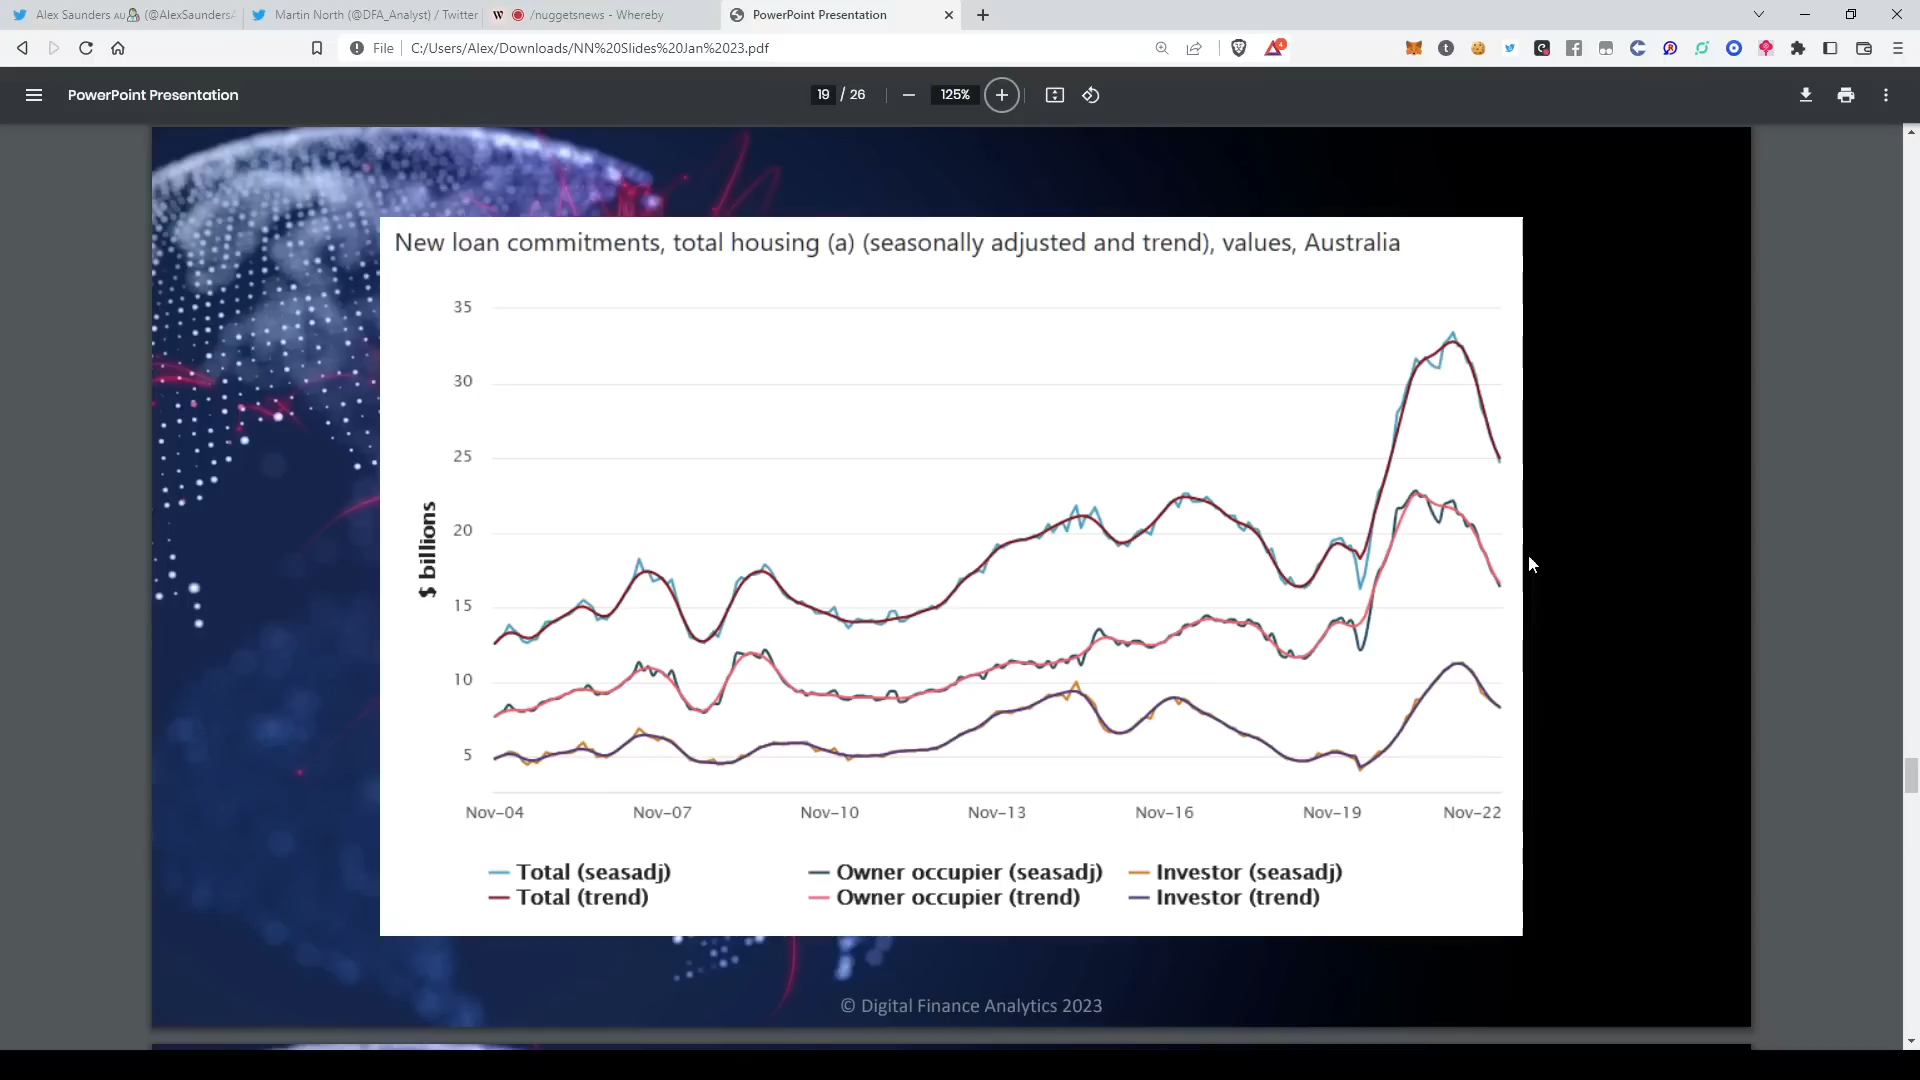 Alex Saunders AU (@AlexSaunders
Martin North (@DFA_Analyst) / Twitter
/nuggetsnews - Whereby
PowerPoint Presentation
File
C:/Users/Alex/Downloads/NN%20Slides%20Jan%2023.pdf
4
PowerPoint Presentation
19 / 26
125%
New loan commitments, total housing (a) (seasonally adjusted and trend), values, Australia
35
30
25
20
15
10
5
$ billions
Nov-04 Nov-07 Nov-10 Nov-13 Nov-16 Nov-19 Nov-22
Total (seasadj) Owner occupier (seasadj) Investor (seasadj)
Total (trend) Owner occupier (trend) Investor (trend)
© Digital Finance Analytics 2023